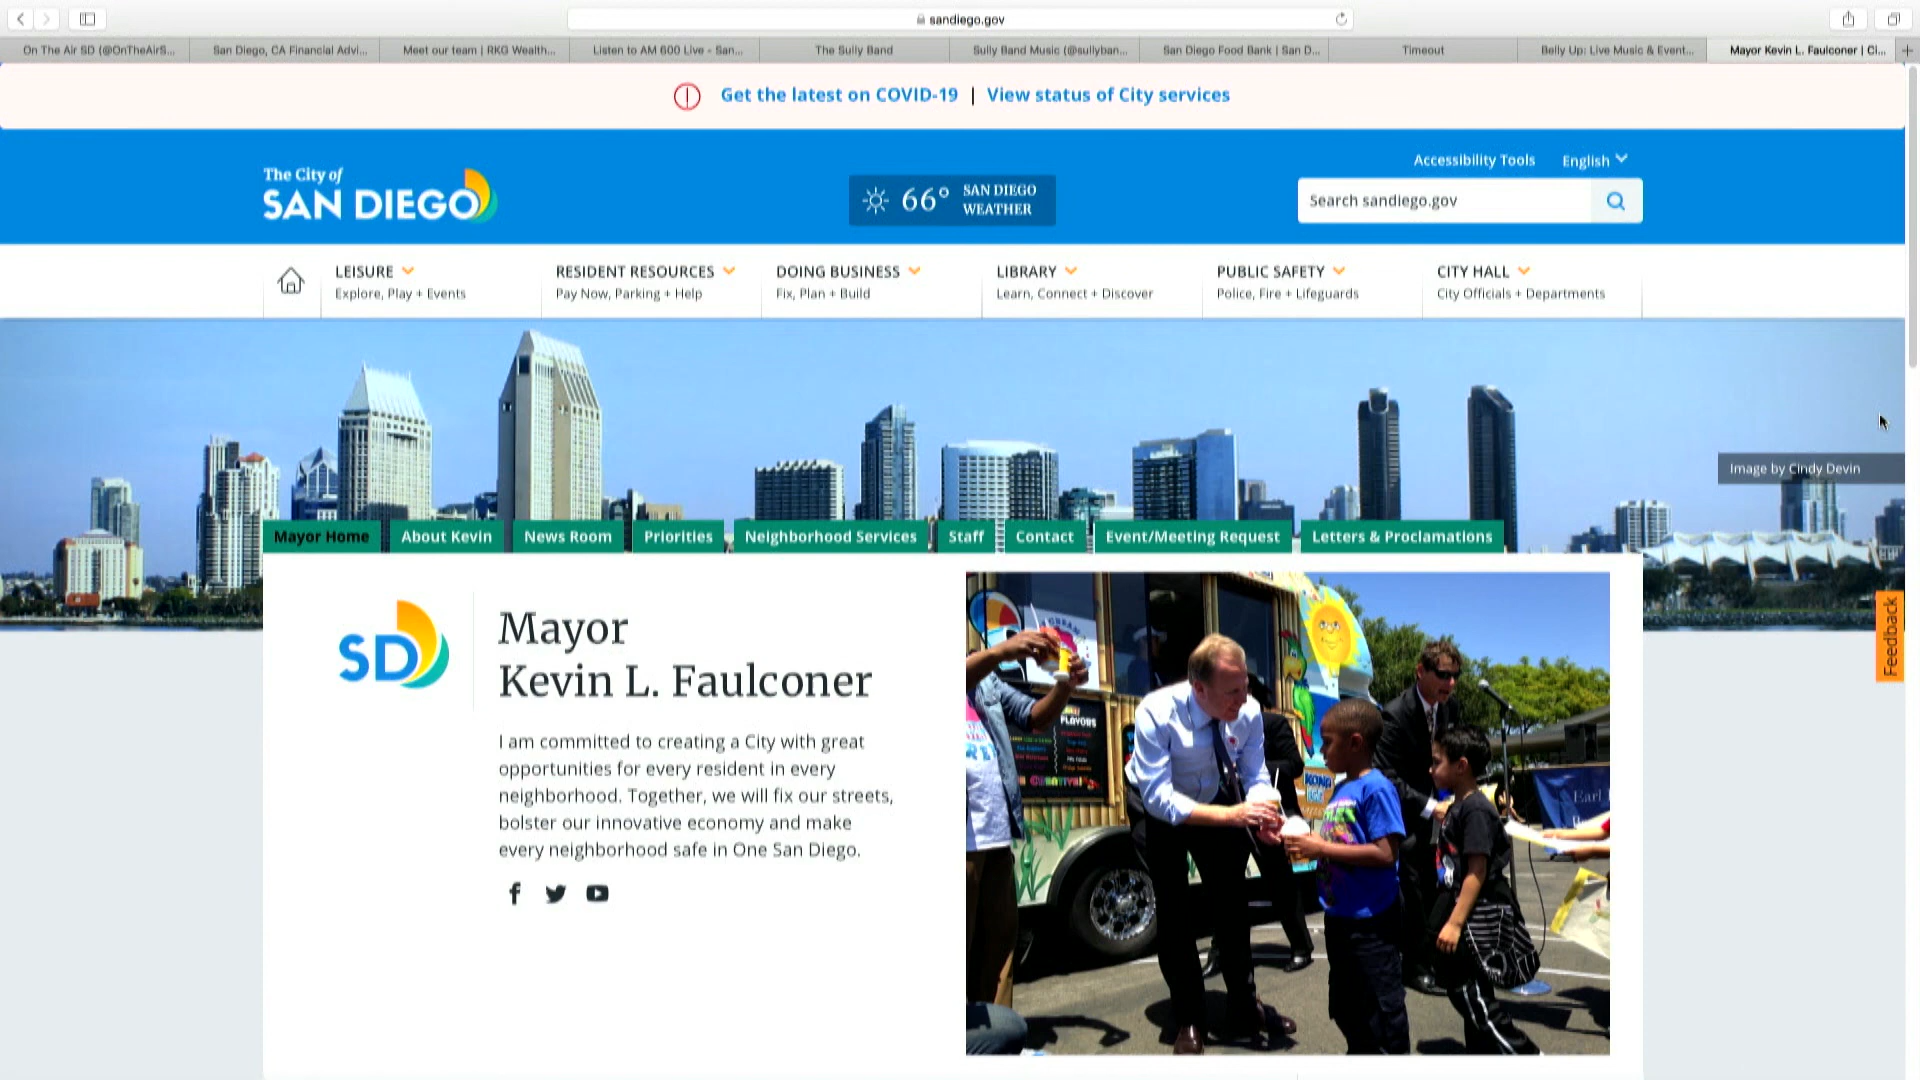 sandiego.gov
On The Air SD (@OnTheAirS...
San Diego, CA Financial Advi...
Meet our team | RKG Wealth...
Listen to AM 600 Live - San...
The Sully Band
Sully Band Music (@sullyban...
San Diego Food Bank | San D...
Timeout
Belly Up: Live Music & Event...
Mayor Kevin L. Faulconer | Ci...
Get the latest on COVID-19 | View status of City services
Accessibility Tools English
The City of
SAN DIEGO
66° SAN DIEGO
WEATHER
Search sandiego.gov
LEISURE
Explore, Play + Events
RESIDENT RESOURCES
Pay Now, Parking + Help
DOING BUSINESS
Fix, Plan + Build
LIBRARY
Learn, Connect + Discover
PUBLIC SAFETY
Police, Fire + Lifeguards
CITY HALL
City Officials + Departments
Image by Cindy Devin
Mayor Home
About Kevin
News Room
Priorities
Neighborhood Services
Staff
Contact
Event/Meeting Request
Letters & Proclamations
Feedback
SD
Mayor
Kevin L. Faulconer
I am committed to creating a City with great
opportunities for every resident in every
neighborhood. Together, we will fix our streets,
bolster our innovative economy and make
every neighborhood safe in One San Diego.
FLAVORS
KONA
ICE
Earl